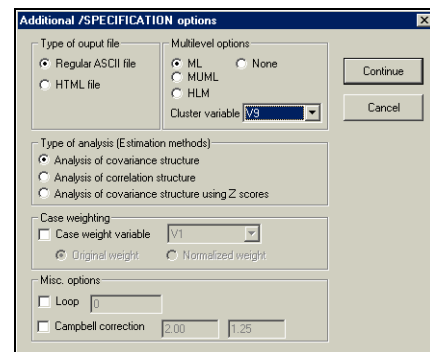 Additional /SPECIFICATION options
Type of ouput file
Regular ASCII file
HTML file
Multilevel options
ML None
MUML
HLM
Cluster variable V9
Continue
Cancel
Type of analysis (Estimation methods)
Analysis of covariance structure
Analysis of correlation structure
Analysis of covariance structure using Z scores
Case weighting
Case weight variable V1
Original weight Normalized weight
Misc. options
Loop 0
Campbell correction 2.00 1.25